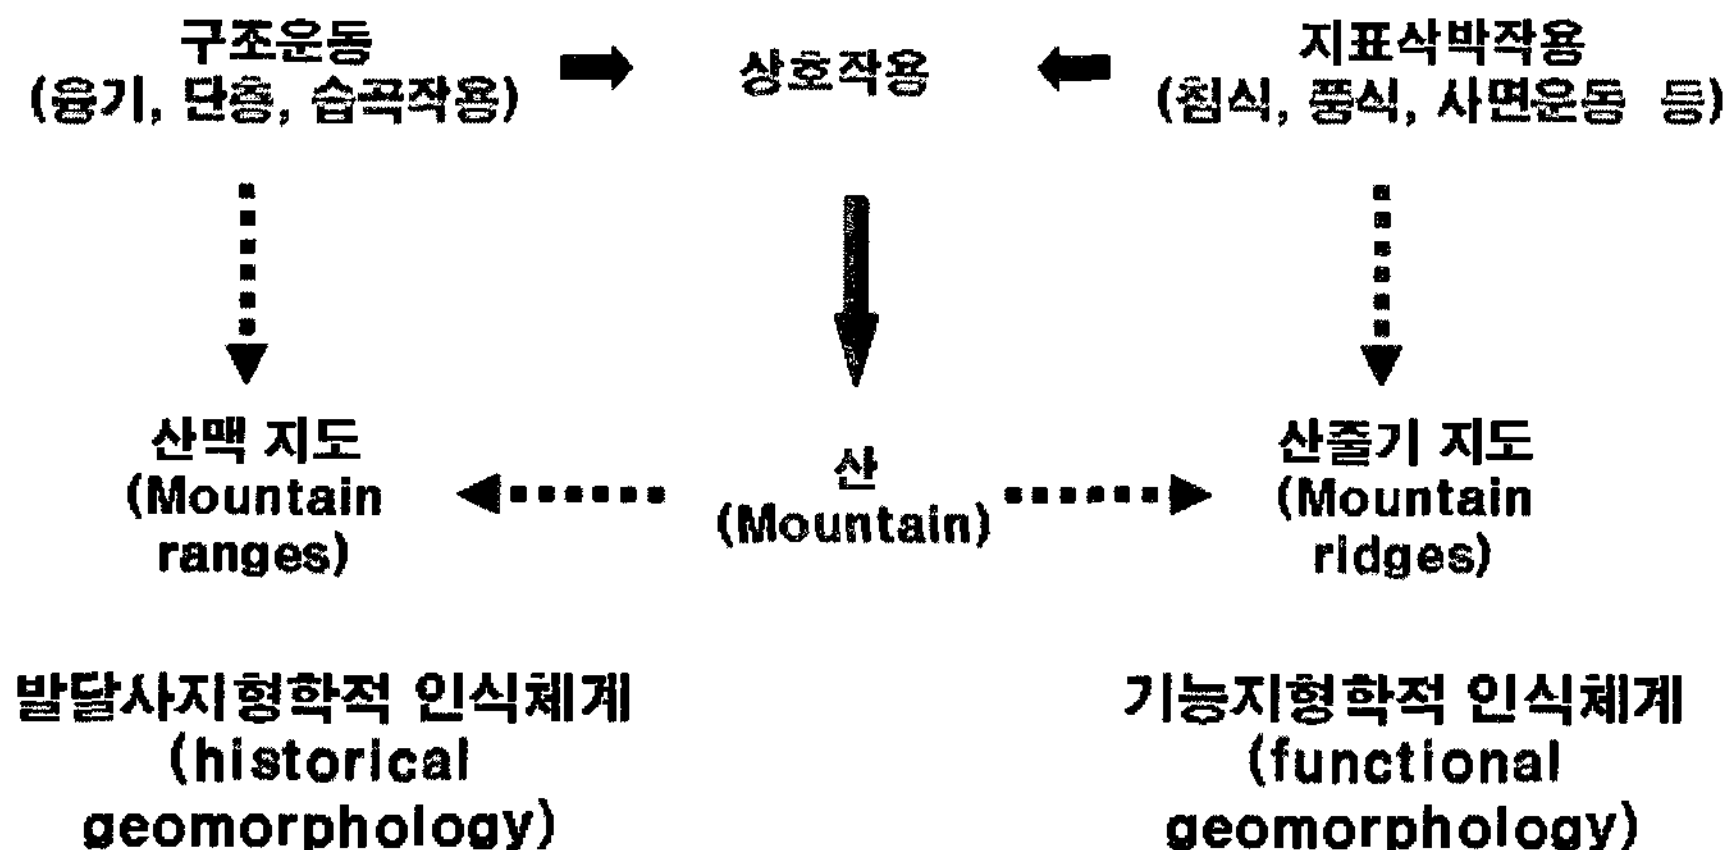 구조운동
(융기, 단층, 습곡작용)
상호작용
지표삭박작용
(침식, 풍식, 사면운동 등)
산맥 지도
(Mountain
ranges)
산
(Mountain)
산줄기 지도
(Mountain
ridges)
발달사지형학적 인식체계
(historical
geomorphology)
기능지형학적 인식체계
(functional
geomorphology)